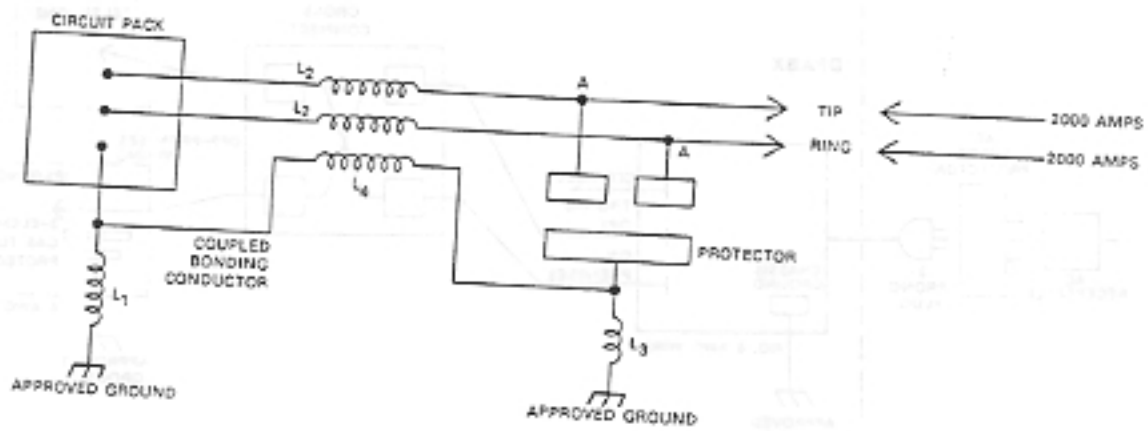 CIRCUIT PACK
L2
A
TIP
2000 AMPS
L2
A
RING
2000 AMPS
L4
COUPLED
BONDING
CONDUCTOR
PROTECTOR
L1
L3
APPROVED GROUND
APPROVED GROUND